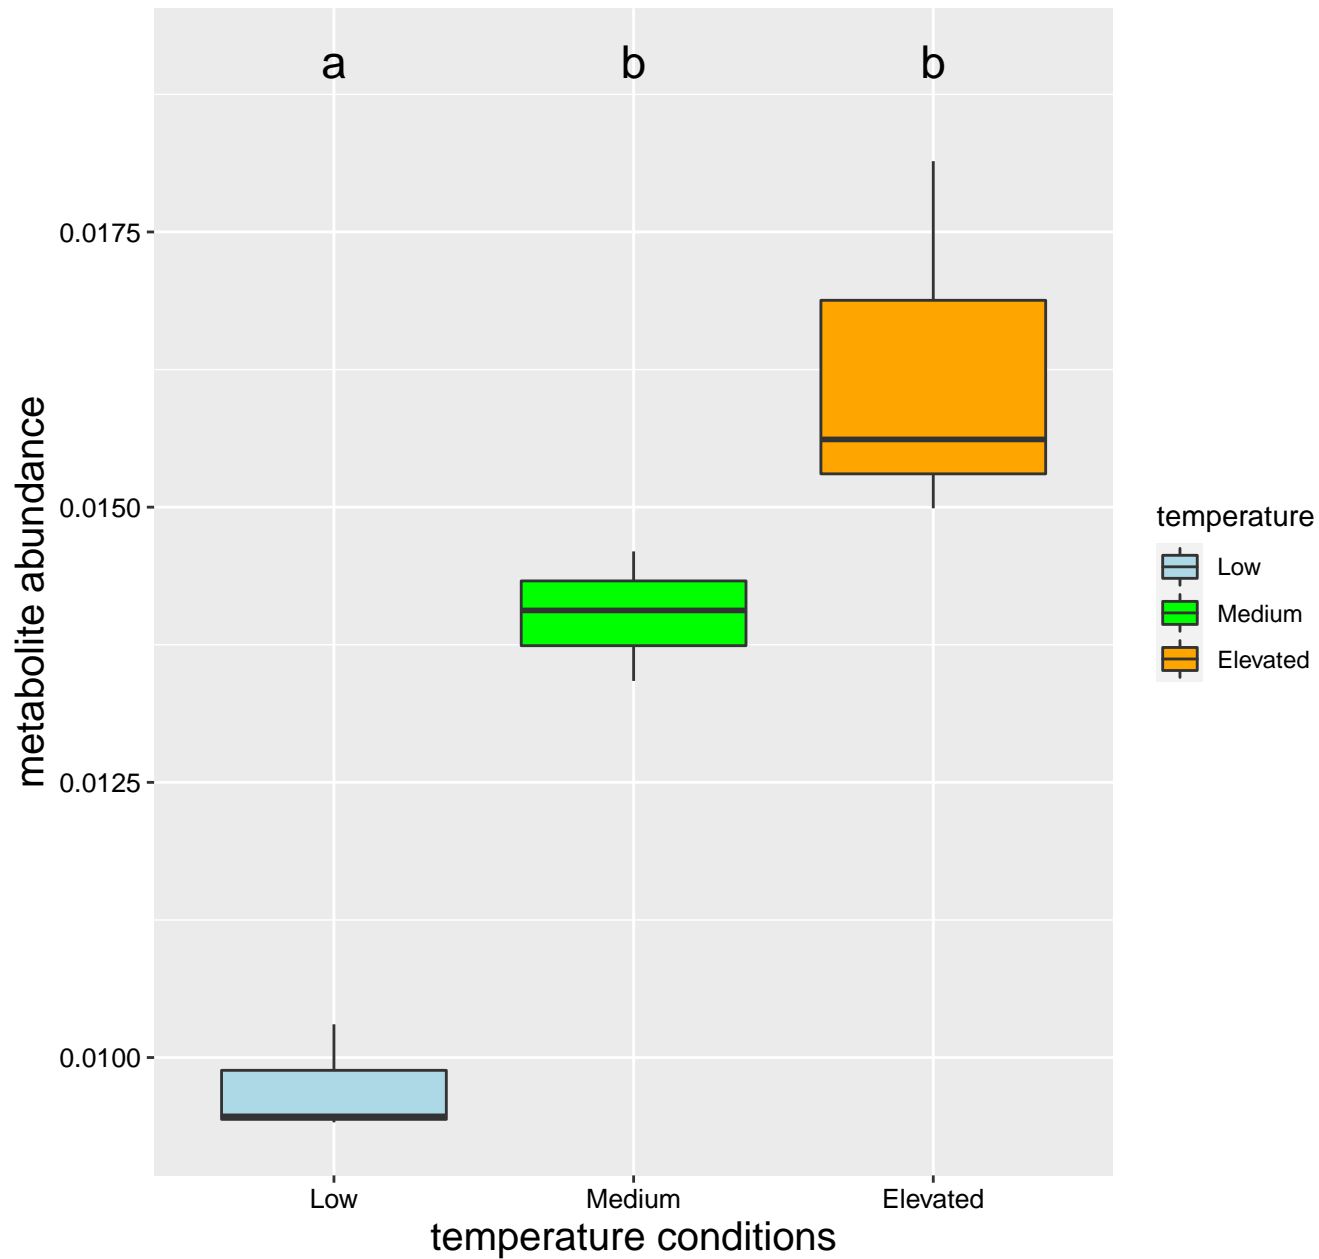 a b b
0.0175
0.0150
0.0125
0.0100
metabolite abundance
Low Medium Elevated
temperature conditions
temperature
Low
Medium
Elevated